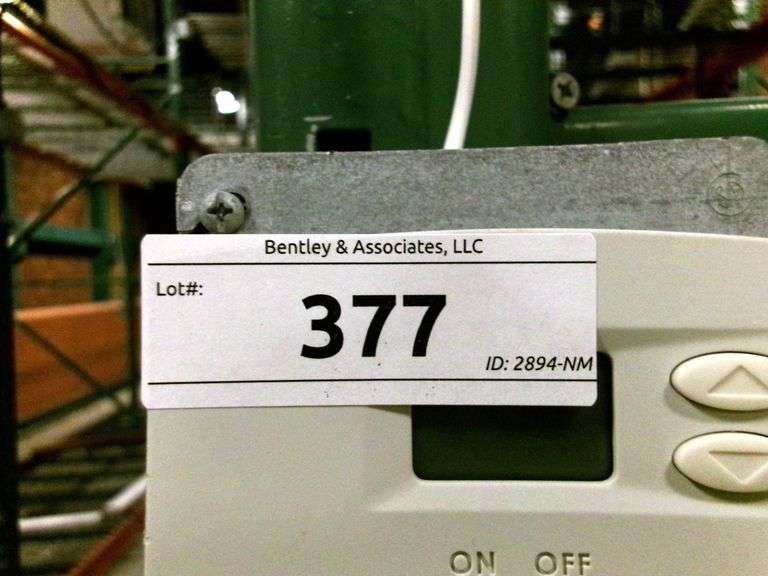 Bentley & Associates, LLC
Lot#:
377
ID: 2894-NM
ON OFF